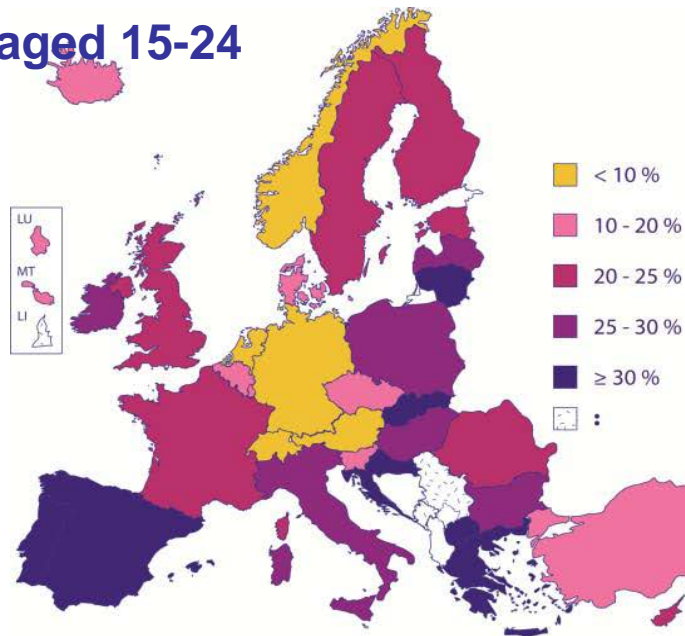 aged 15-24
< 10 %
10 - 20 %
20 - 25 %
25 - 30 %
≥ 30 %
:
LU
MT
LI